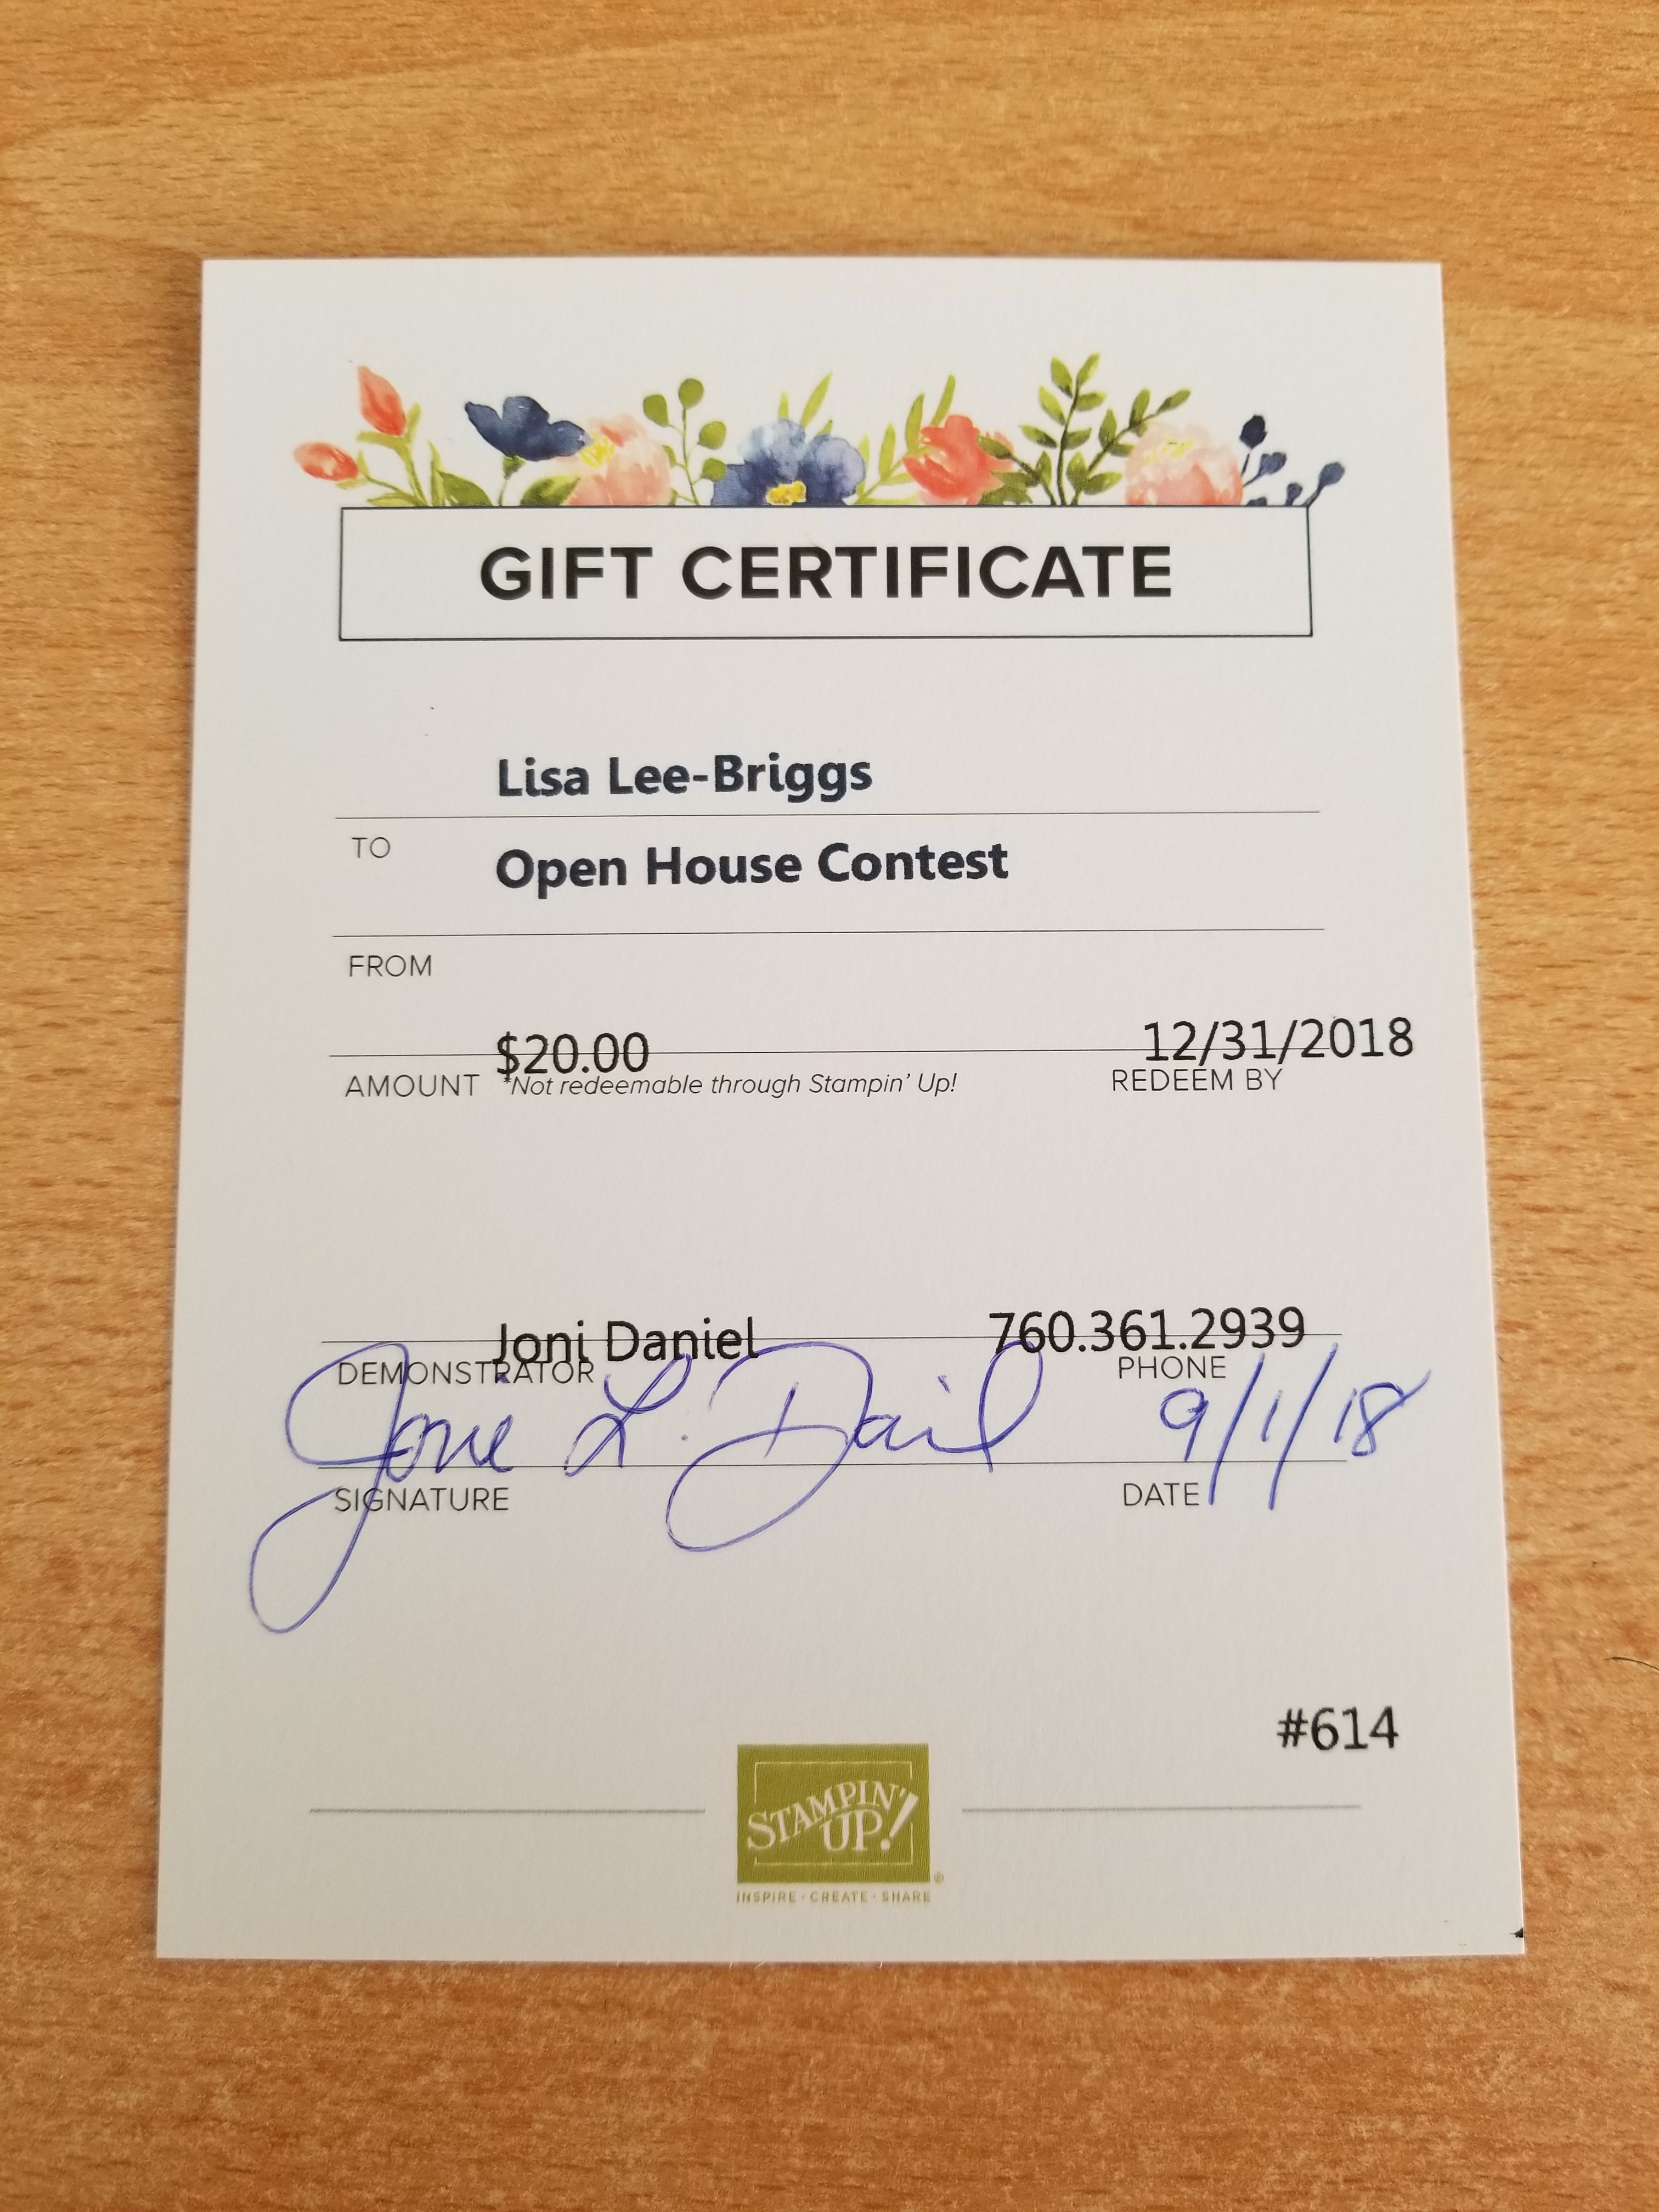 GIFT CERTIFICATE
Lisa Lee-Briggs
TO
Open House Contest
FROM
$20.00 12/31/2018
AMOUNT *Not redeemable through Stampin' Up! REDEEM BY
Joni Daniel 760.361.2939
DEMONSTRATOR PHONE
Joni L. Daniel 9/1/18
SIGNATURE DATE
#614
STAMPIN'
UP!®
INSPIRE · CREATE · SHARE